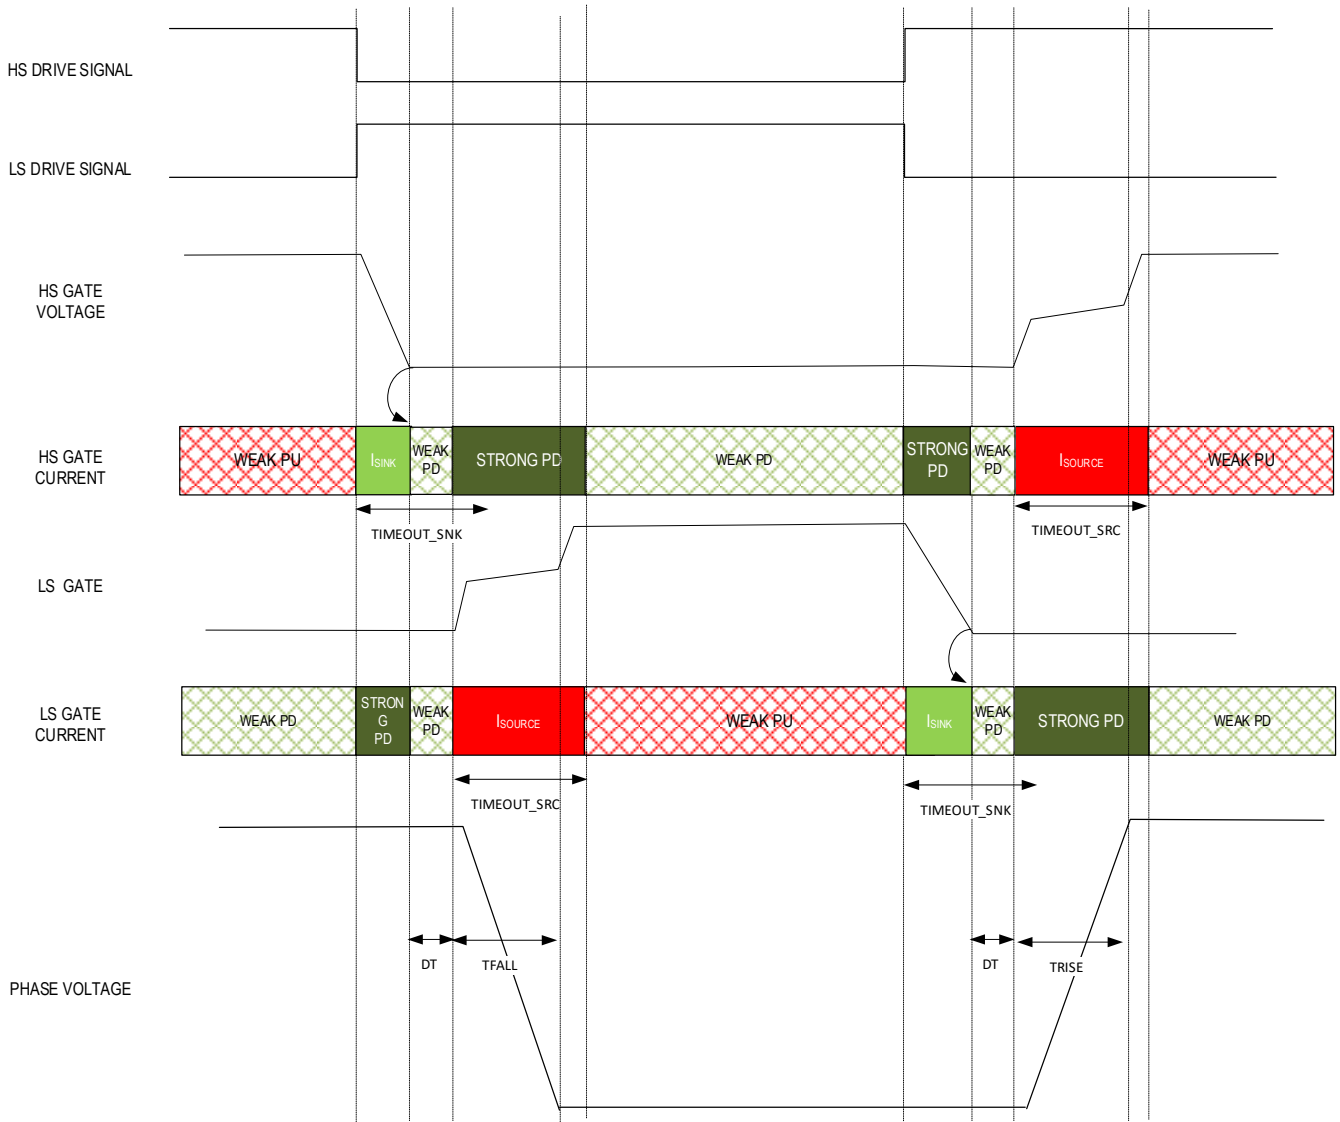 HS DRIVE SIGNAL
LS DRIVE SIGNAL
HS GATE
VOLTAGE
HS GATE
CURRENT
WEAK PU
ISINK
WEAK
PD
STRONG PD
WEAK PD
STRONG
PD
WEAK
PD
ISOURCE
WEAK PU
TIMEOUT_SNK
TIMEOUT_SRC
LS GATE
LS GATE
CURRENT
WEAK PD
STRON
G
PD
WEAK
PD
ISOURCE
WEAK PU
ISINK
WEAK
PD
STRONG PD
WEAK PD
TIMEOUT_SRC
TIMEOUT_SNK
PHASE VOLTAGE
DT
TFALL
DT
TRISE